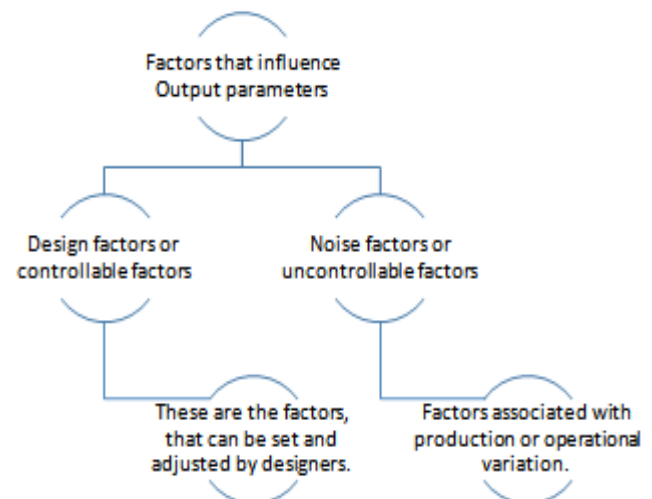 Factors that influence
Output parameters
Design factors or
controllable factors
Noise factors or
uncontrollable factors
These are the factors,
that can be set and
adjusted by designers.
Factors associated with
production or operational
variation.